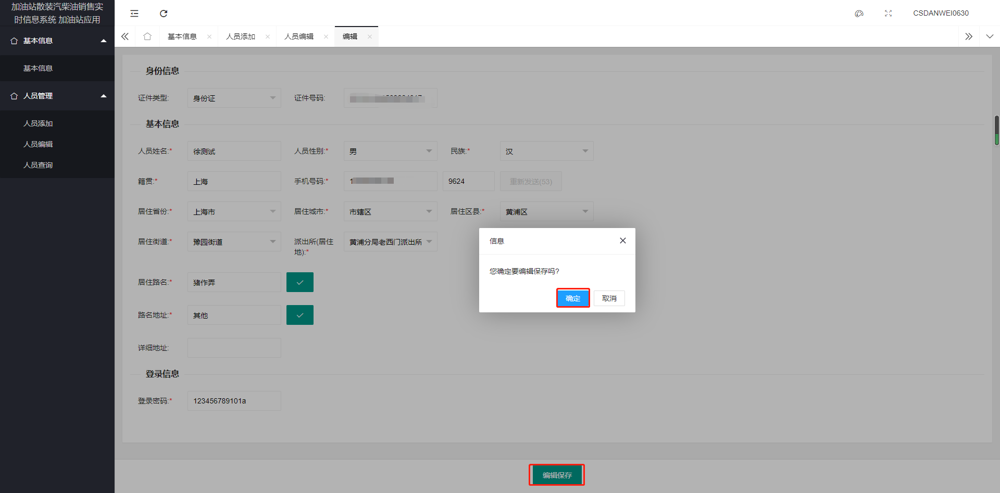 加油站散装汽柴油销售实
时信息系统 加油站应用
CSDANWEI0630
基本信息
基本信息
人员管理
人员添加
人员编辑
人员查询
基本信息 人员添加 人员编辑 编辑
身份信息
证件类型: 身份证 证件号码:
基本信息
人员姓名:* 徐测试 人员性别:* 男 民族:* 汉
籍贯:* 上海 手机号码:* 1 9624 重新发送(53)
居住省份:* 上海市 居住城市:* 市辖区 居住区县:* 黄浦区
居住街道:* 豫园街道 派出所(居住
地):* 黄浦分局老西门派出所
居住路名:* 猪作弄
路名地址:* 其他
详细地址:
登录信息
登录密码:* 123456789101a
信息
您确定要编辑保存吗?
确定 取消
编辑保存